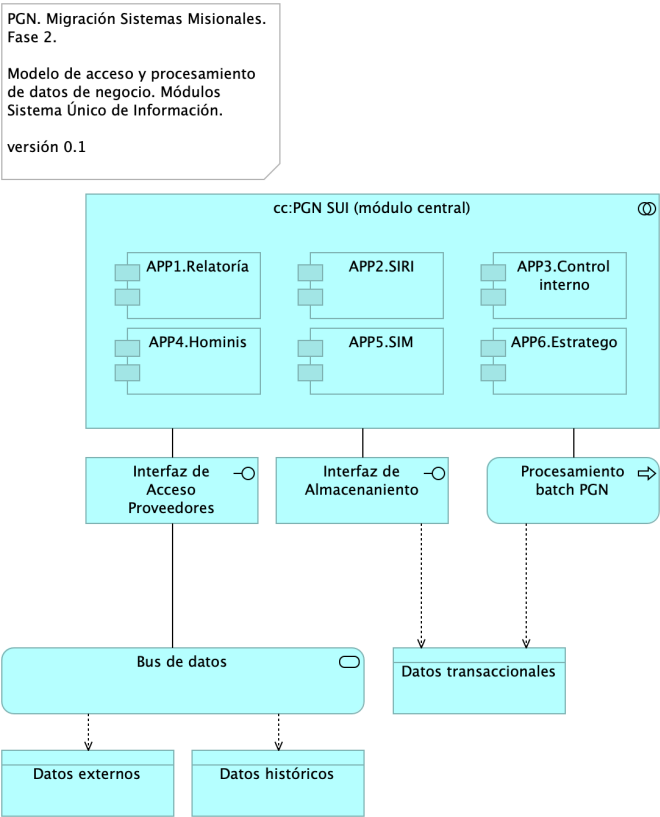 PGN. Migración Sistemas Misionales.
Fase 2.
Modelo de acceso y procesamiento
de datos de negocio. Módulos
Sistema Único de Información.
versión 0.1
cc:PGN SUI (módulo central)
APP1.Relatoría
APP2.SIRI
APP3.Control
interno
APP4.Hominis
APP5.SIM
APP6.Estratego
Interfaz de
Acceso
Proveedores
Interfaz de
Almacenaniento
Procesamiento
batch PGN
Bus de datos
Datos transaccionales
Datos externos
Datos históricos